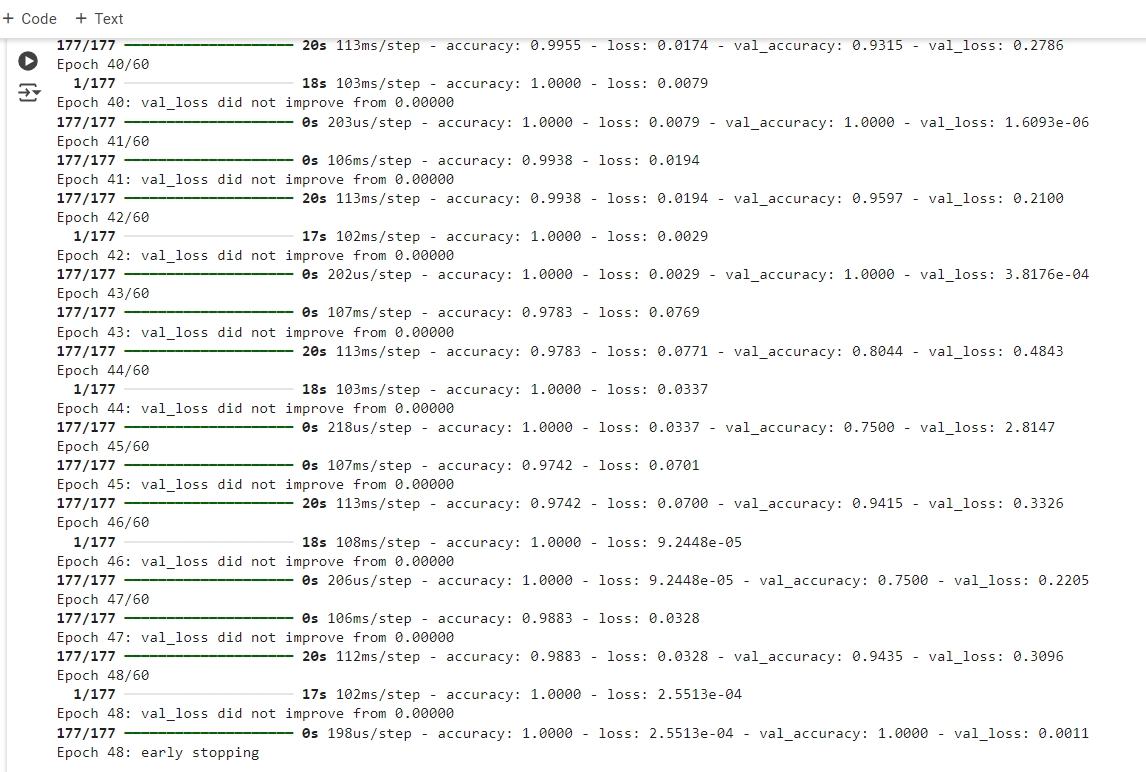 + Code + Text
177/177 ━━━━━━━━━━━━━━━━━━━━ 20s 113ms/step - accuracy: 0.9955 - loss: 0.0174 - val_accuracy: 0.9315 - val_loss: 0.2786
Epoch 40/60
1/177 ━━━━━━━━━━━━━━━━━━━━ 18s 103ms/step - accuracy: 1.0000 - loss: 0.0079
Epoch 40: val_loss did not improve from 0.00000
177/177 ━━━━━━━━━━━━━━━━━━━━ 0s 203us/step - accuracy: 1.0000 - loss: 0.0079 - val_accuracy: 1.0000 - val_loss: 1.6093e-06
Epoch 41/60
177/177 ━━━━━━━━━━━━━━━━━━━━ 0s 106ms/step - accuracy: 0.9938 - loss: 0.0194
Epoch 41: val_loss did not improve from 0.00000
177/177 ━━━━━━━━━━━━━━━━━━━━ 20s 113ms/step - accuracy: 0.9938 - loss: 0.0194 - val_accuracy: 0.9597 - val_loss: 0.2100
Epoch 42/60
1/177 ━━━━━━━━━━━━━━━━━━━━ 17s 102ms/step - accuracy: 1.0000 - loss: 0.0029
Epoch 42: val_loss did not improve from 0.00000
177/177 ━━━━━━━━━━━━━━━━━━━━ 0s 202us/step - accuracy: 1.0000 - loss: 0.0029 - val_accuracy: 1.0000 - val_loss: 3.8176e-04
Epoch 43/60
177/177 ━━━━━━━━━━━━━━━━━━━━ 0s 107ms/step - accuracy: 0.9783 - loss: 0.0769
Epoch 43: val_loss did not improve from 0.00000
177/177 ━━━━━━━━━━━━━━━━━━━━ 20s 113ms/step - accuracy: 0.9783 - loss: 0.0771 - val_accuracy: 0.8044 - val_loss: 0.4843
Epoch 44/60
1/177 ━━━━━━━━━━━━━━━━━━━━ 18s 103ms/step - accuracy: 1.0000 - loss: 0.0337
Epoch 44: val_loss did not improve from 0.00000
177/177 ━━━━━━━━━━━━━━━━━━━━ 0s 218us/step - accuracy: 1.0000 - loss: 0.0337 - val_accuracy: 0.7500 - val_loss: 2.8147
Epoch 45/60
177/177 ━━━━━━━━━━━━━━━━━━━━ 0s 107ms/step - accuracy: 0.9742 - loss: 0.0701
Epoch 45: val_loss did not improve from 0.00000
177/177 ━━━━━━━━━━━━━━━━━━━━ 20s 113ms/step - accuracy: 0.9742 - loss: 0.0700 - val_accuracy: 0.9415 - val_loss: 0.3326
Epoch 46/60
1/177 ━━━━━━━━━━━━━━━━━━━━ 18s 108ms/step - accuracy: 1.0000 - loss: 9.2448e-05
Epoch 46: val_loss did not improve from 0.00000
177/177 ━━━━━━━━━━━━━━━━━━━━ 0s 206us/step - accuracy: 1.0000 - loss: 9.2448e-05 - val_accuracy: 0.7500 - val_loss: 0.2205
Epoch 47/60
177/177 ━━━━━━━━━━━━━━━━━━━━ 0s 106ms/step - accuracy: 0.9883 - loss: 0.0328
Epoch 47: val_loss did not improve from 0.00000
177/177 ━━━━━━━━━━━━━━━━━━━━ 20s 112ms/step - accuracy: 0.9883 - loss: 0.0328 - val_accuracy: 0.9435 - val_loss: 0.3096
Epoch 48/60
1/177 ━━━━━━━━━━━━━━━━━━━━ 17s 102ms/step - accuracy: 1.0000 - loss: 2.5513e-04
Epoch 48: val_loss did not improve from 0.00000
177/177 ━━━━━━━━━━━━━━━━━━━━ 0s 198us/step - accuracy: 1.0000 - loss: 2.5513e-04 - val_accuracy: 1.0000 - val_loss: 0.0011
Epoch 48: early stopping